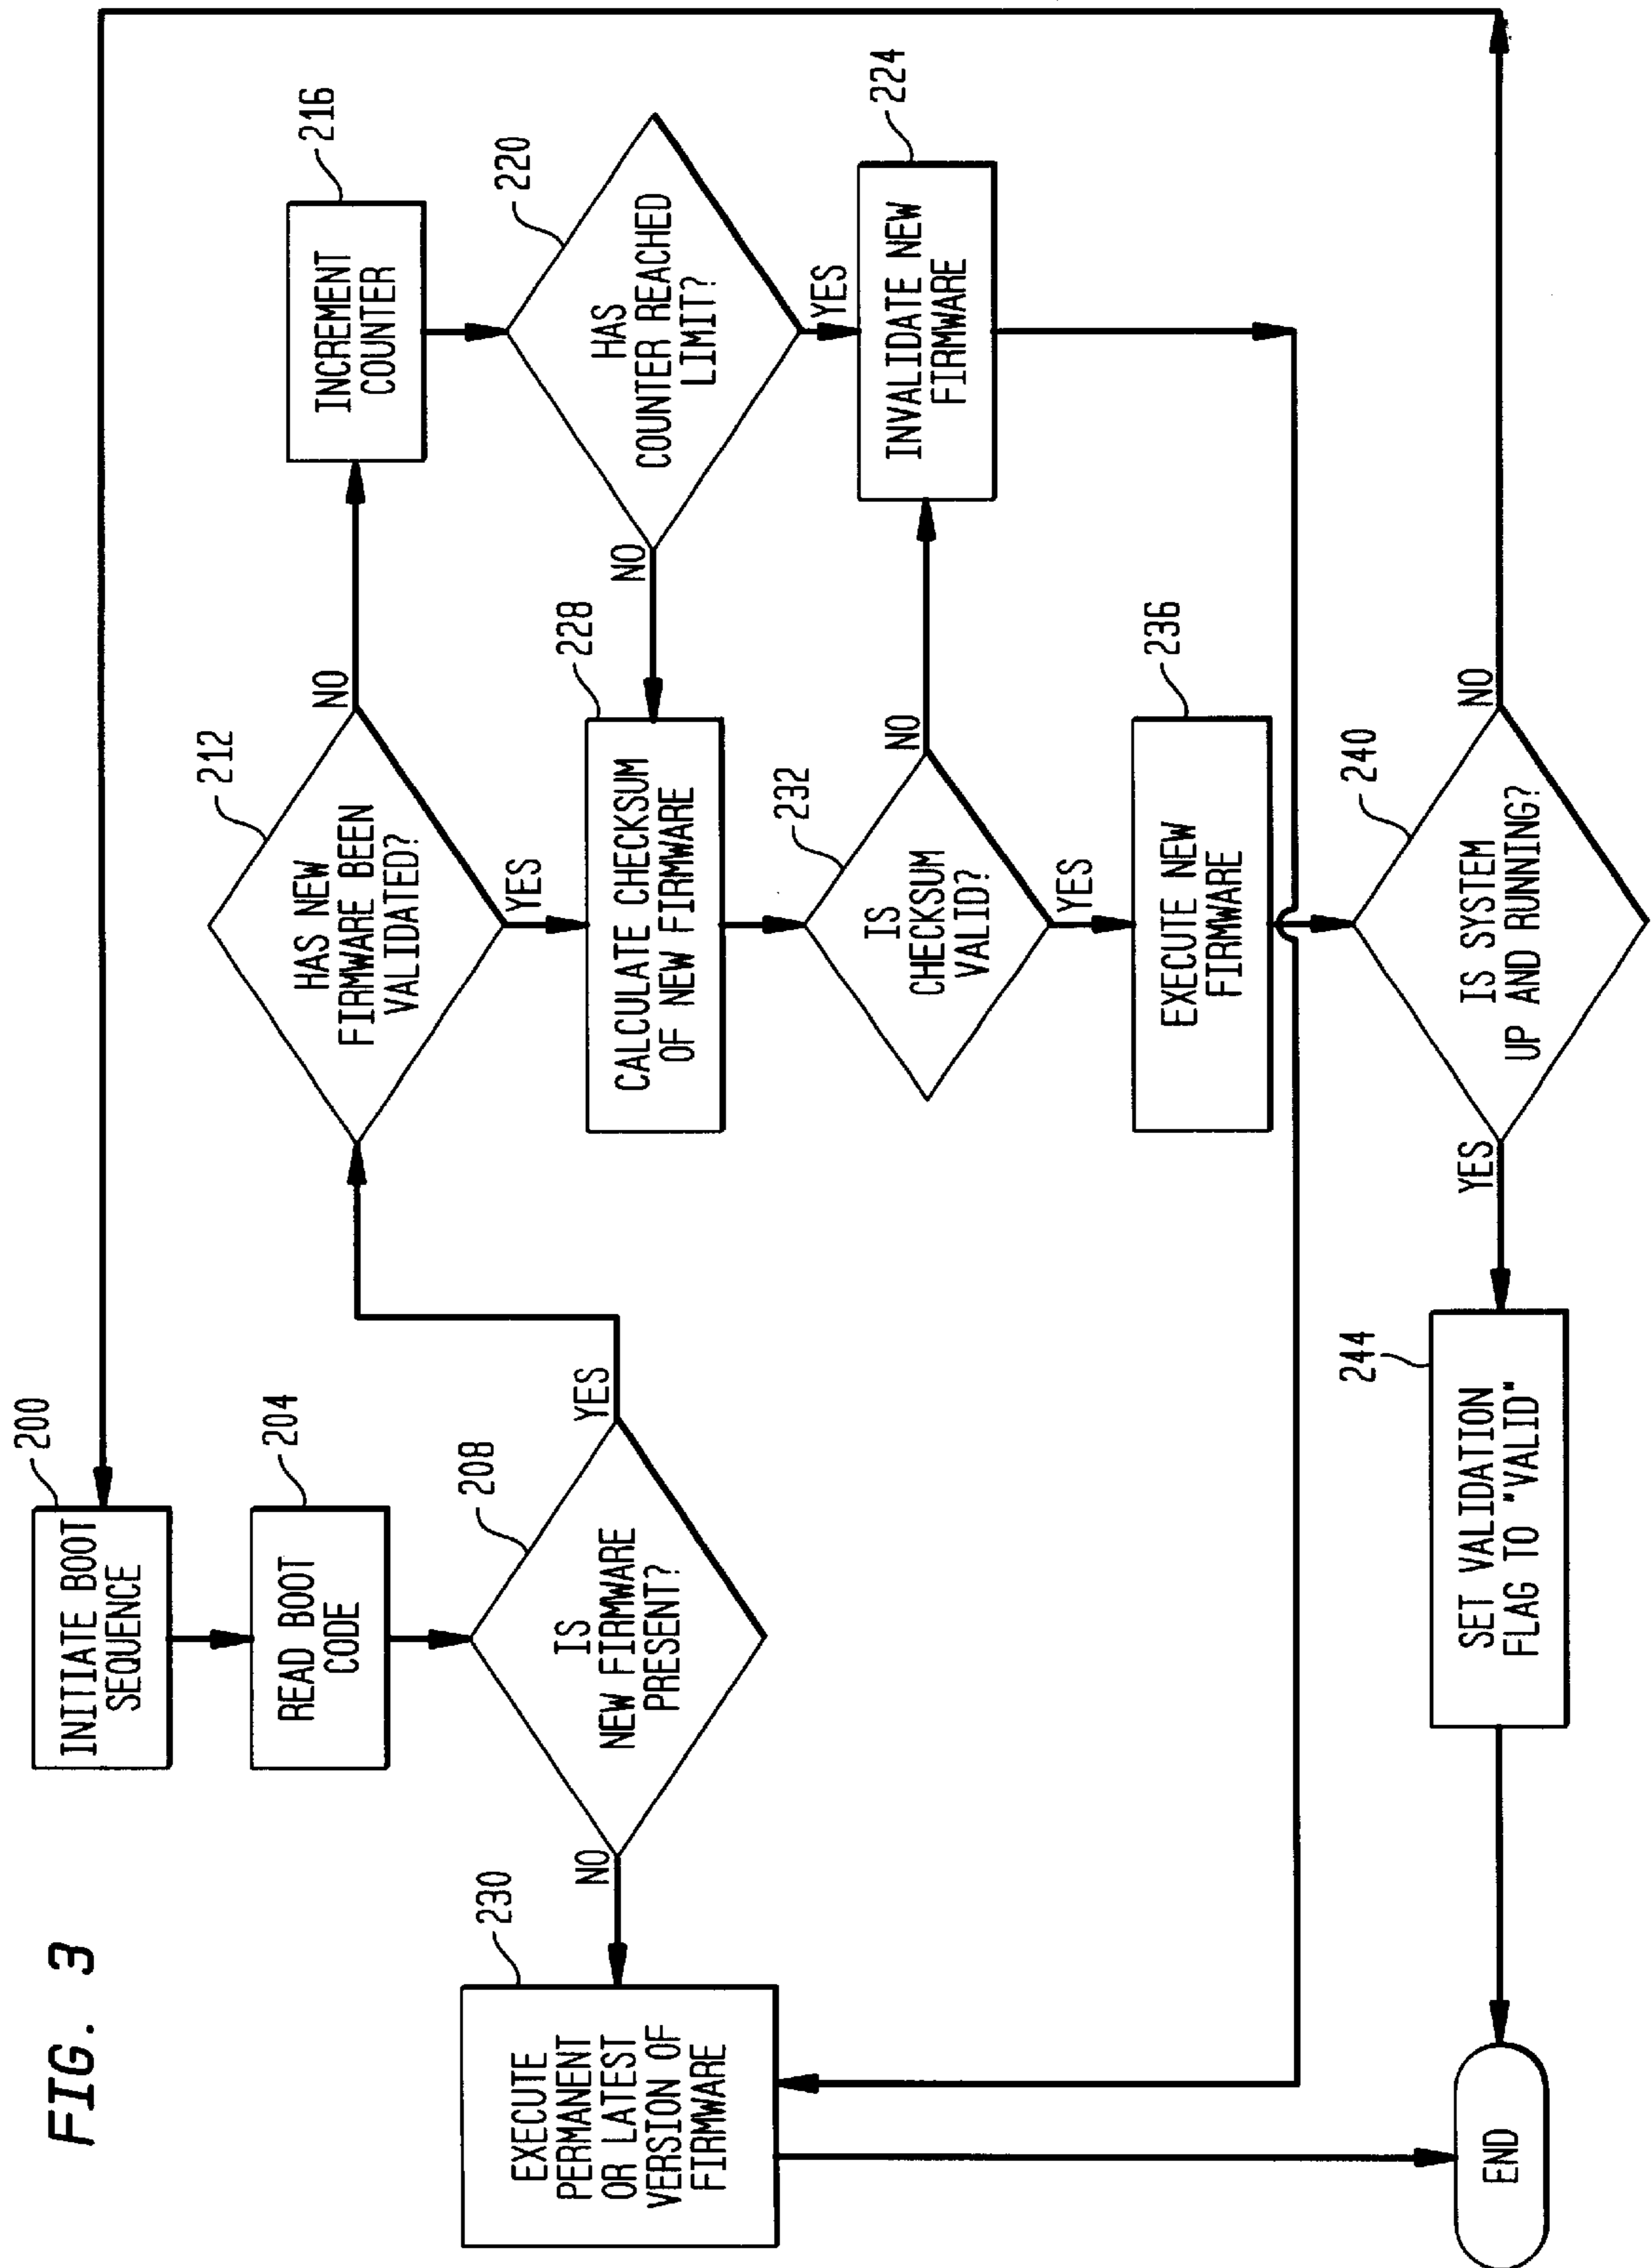 FIG. 3
200
INITIATE BOOT
SEQUENCE
204
READ BOOT
CODE
208
IS
NEW FIRMWARE
PRESENT?
YES
NO
230
EXECUTE
PERMANENT
OR LATEST
VERSION OF
FIRMWARE
212
HAS NEW
FIRMWARE BEEN
VALIDATED?
NO
YES
216
INCREMENT
COUNTER
220
HAS
COUNTER REACHED
LIMIT?
NO
YES
224
INVALIDATE NEW
FIRMWARE
228
CALCULATE CHECKSUM
OF NEW FIRMWARE
232
IS
CHECKSUM
VALID?
NO
YES
236
EXECUTE NEW
FIRMWARE
240
IS SYSTEM
UP AND RUNNING?
NO
YES
244
SET VALIDATION
FLAG TO "VALID"
END